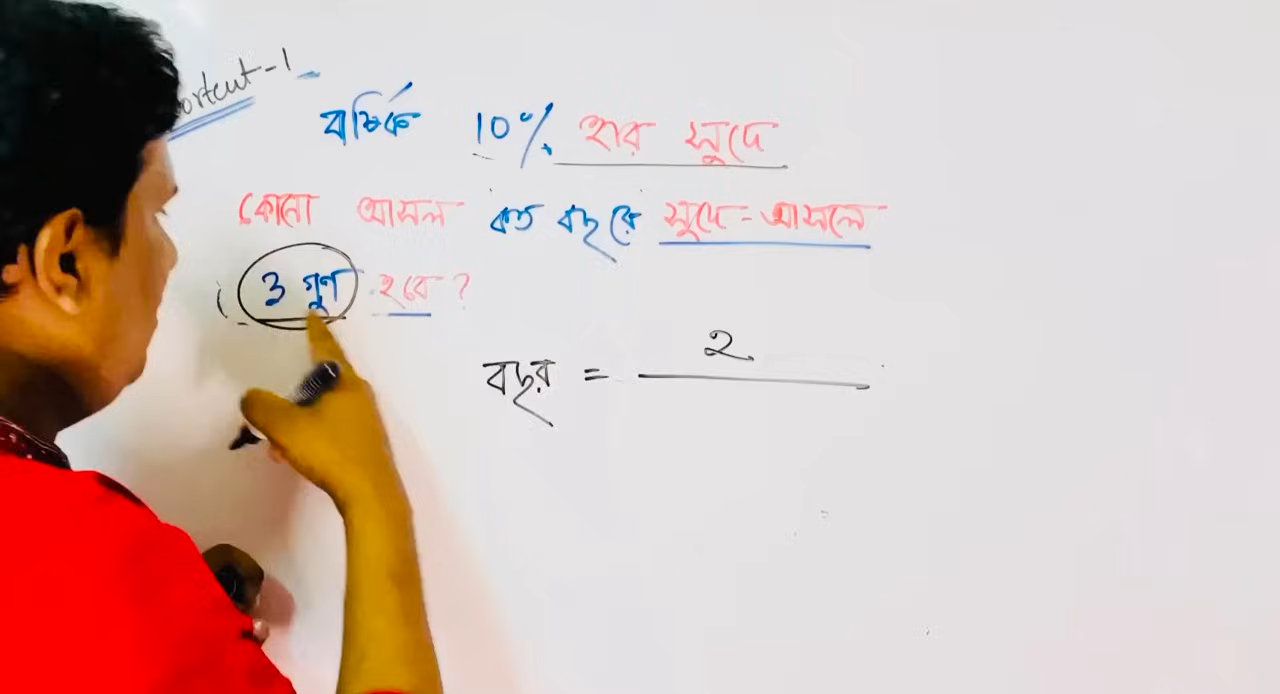 ortcut-1
বার্ষিক 10% হার সুদে
কোনো আসল কত বছরে সুদে-আসলে
3 গুণ হবে?
বছর = 2